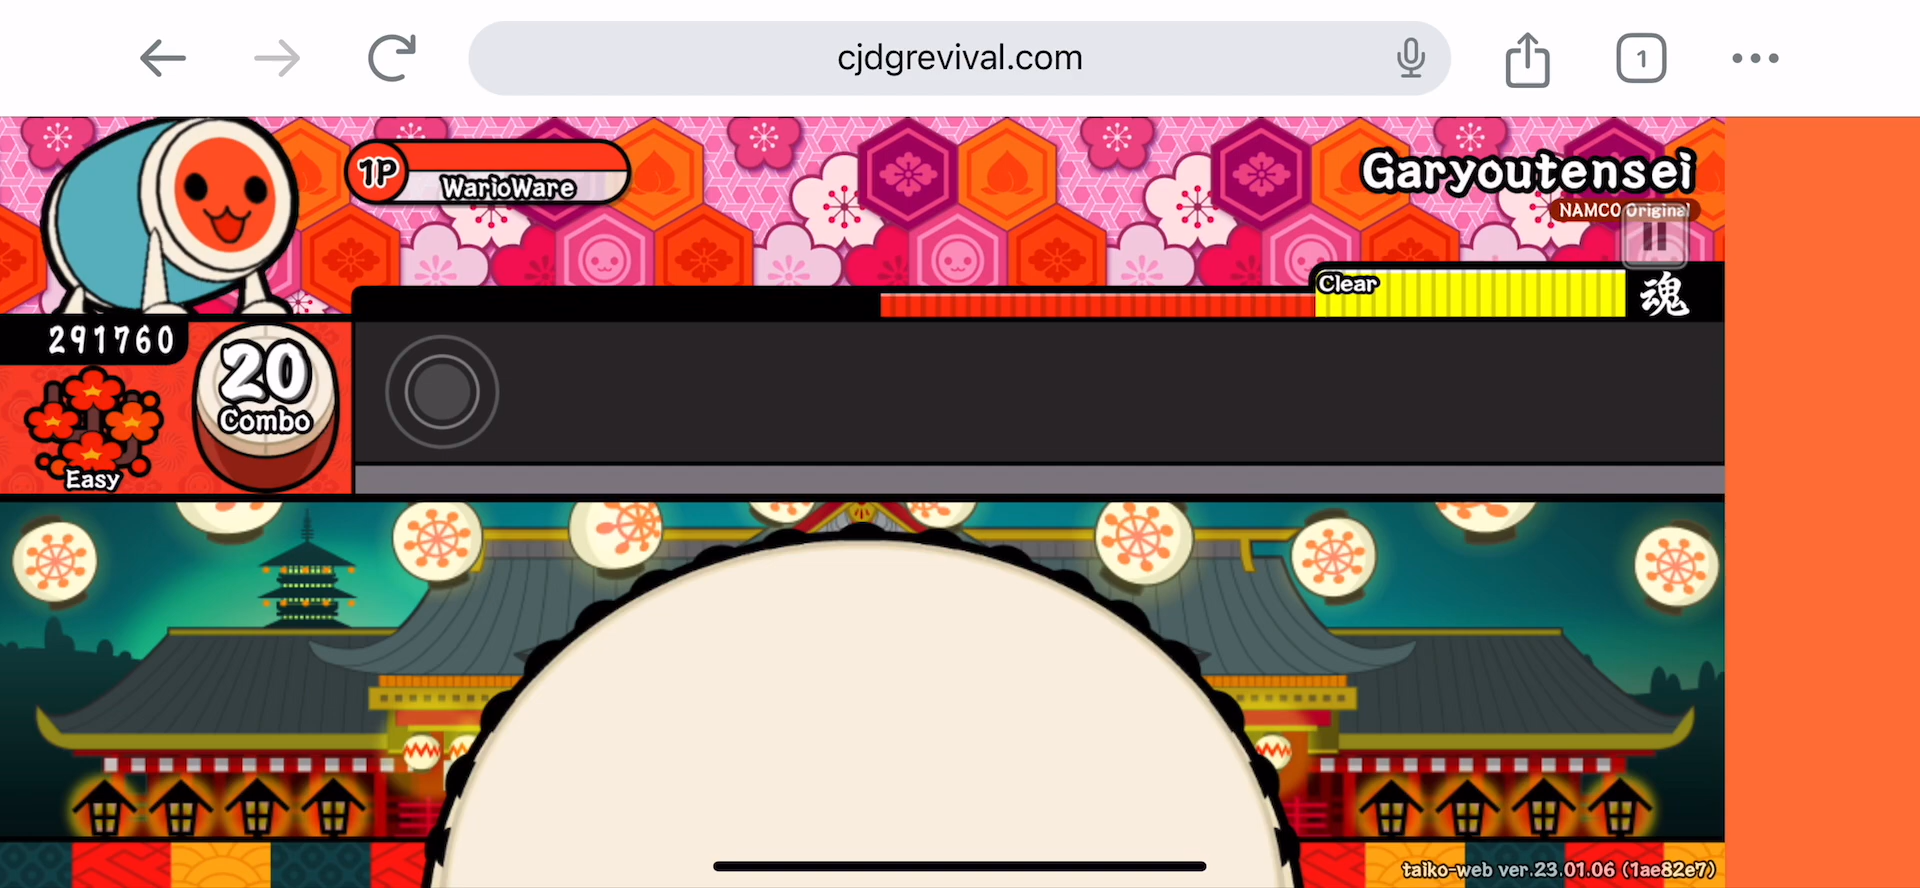 cjdgrevival.com
1
1P
WarioWare
Garyoutensei
NAMCO Original
Clear
魂
291760
20
Combo
Easy
taiko-web ver.23.01.06 (1ae82e7)